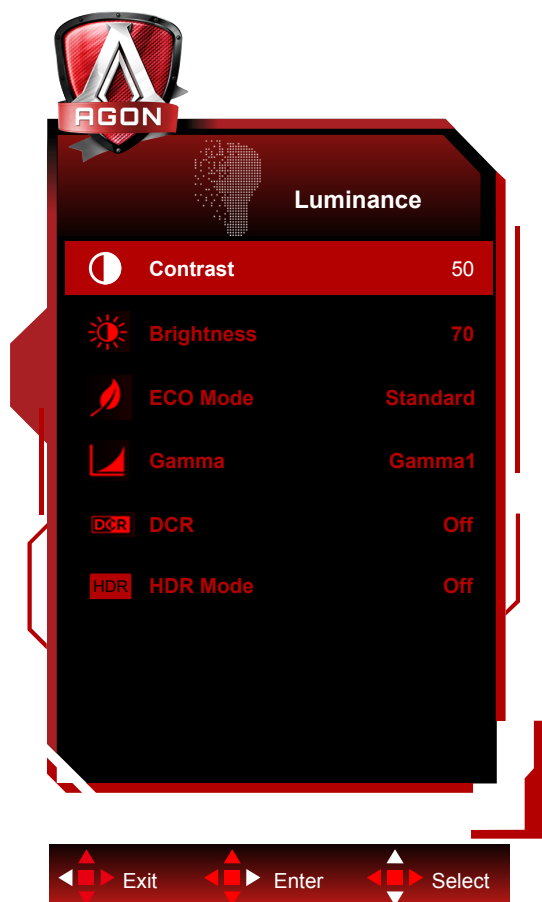 AGON
Luminance
Contrast 50
Brightness 70
ECO Mode Standard
Gamma Gamma1
DCR DCR Off
HDR HDR Mode Off
Exit Enter Select